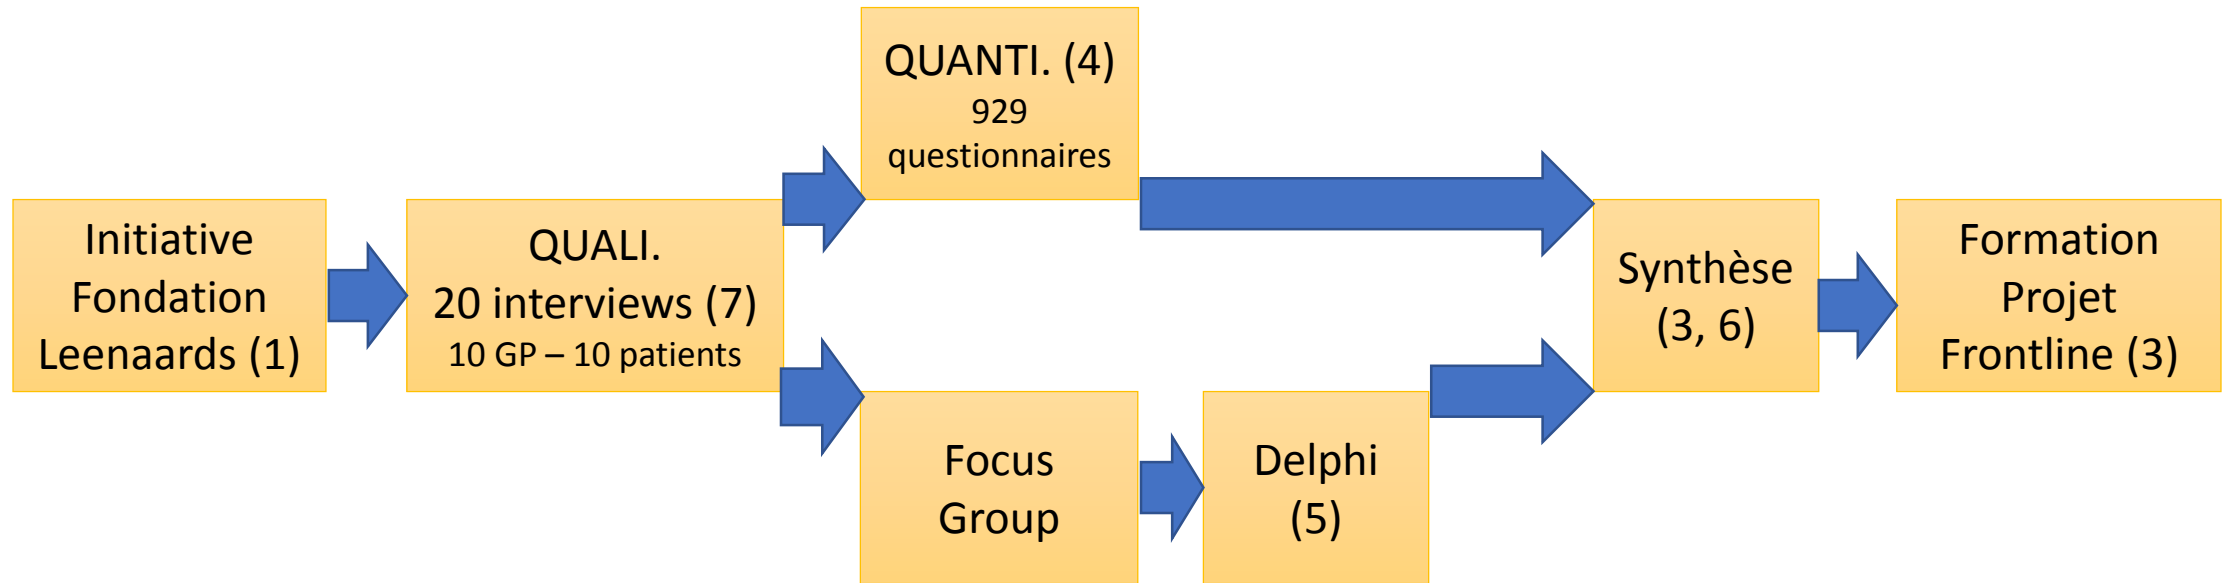 Initiative
Fondation
Leenaards (1)
QUALI.
20 interviews (7)
10 GP – 10 patients
QUANTI. (4)
929
questionnaires
Focus
Group
Delphi
(5)
Synthèse
(3, 6)
Formation
Projet
Frontline (3)